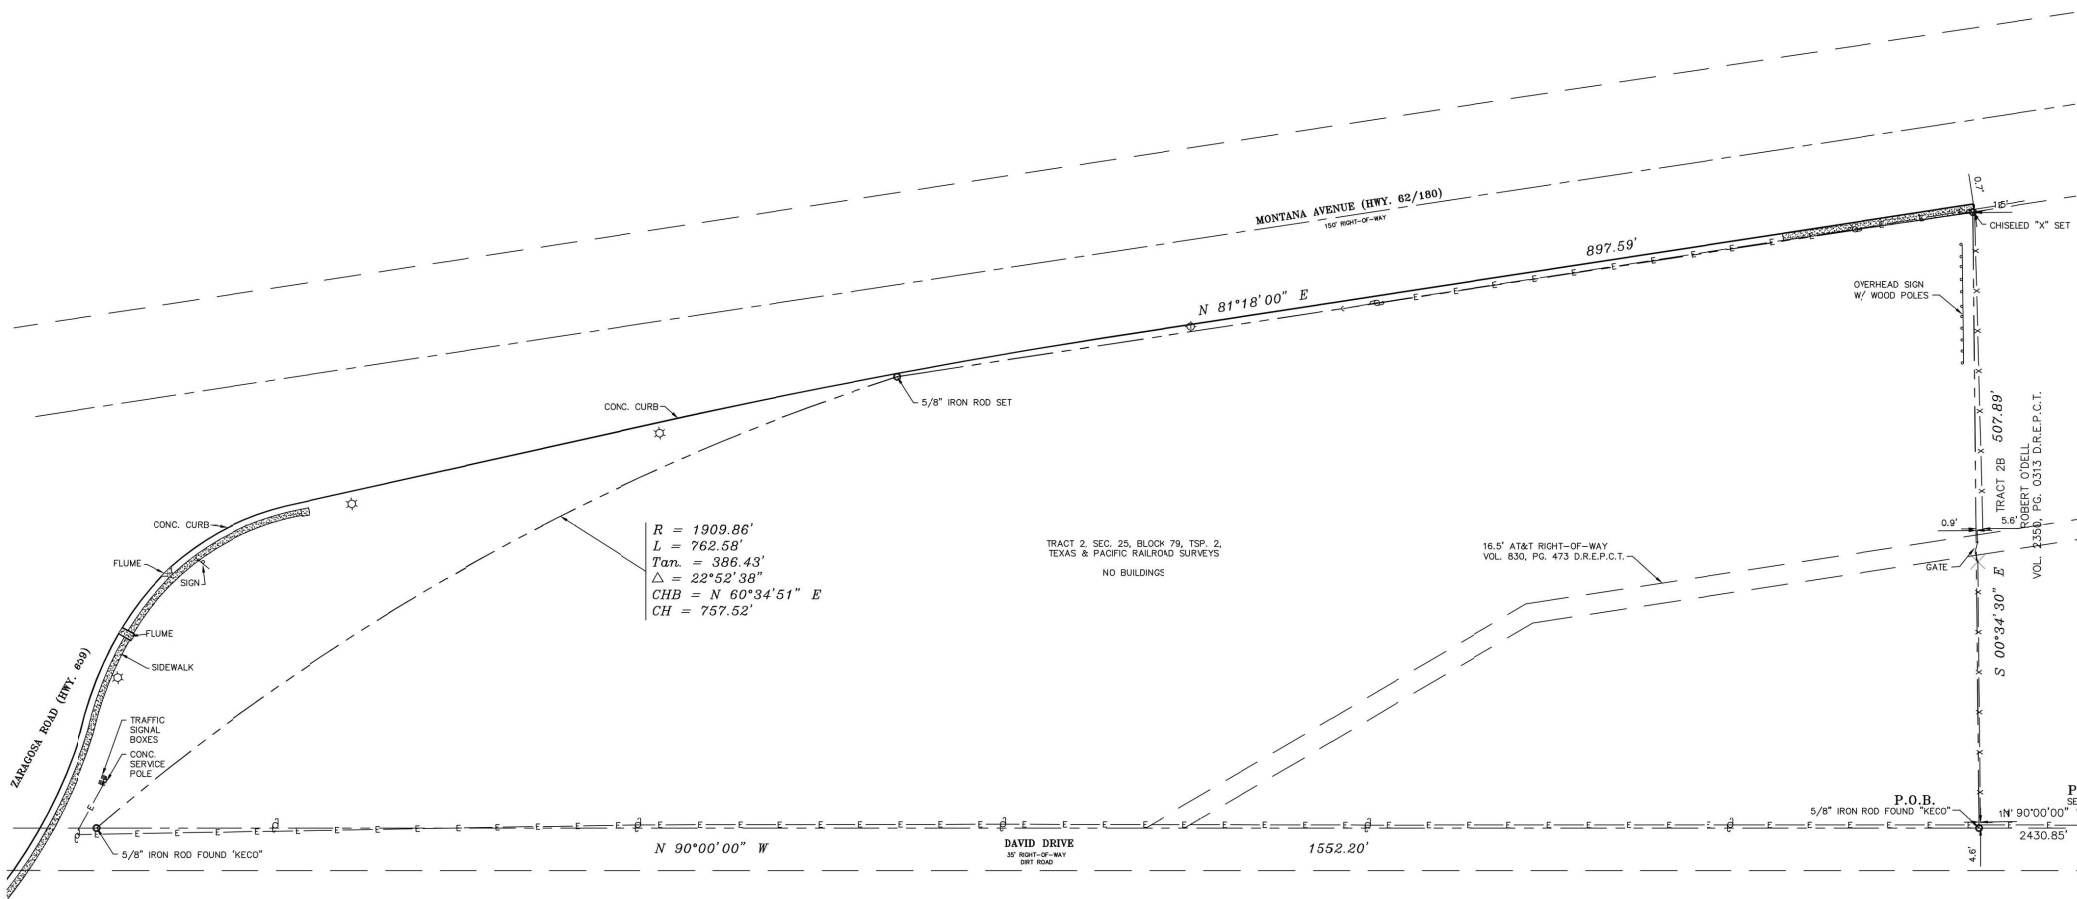 MONTANA AVENUE (HWY. 62/180)
150' RIGHT-OF-WAY
0.7'
1.5'
CHISELED "X" SET
897.59'
N 81°18'00" E
OVERHEAD SIGN
W/ WOOD POLES
5/8" IRON ROD SET
CONC. CURB
CONC. CURB
FLUME
SIGN
FLUME
SIDEWALK
ZARAGOSA ROAD (HWY.
TRAFFIC
SIGNAL
BOXES
CONC.
SERVICE
POLE
R = 1909.86'
L = 762.58'
Tan. = 386.43'
△ = 22°52'38"
CHB = N 60°34'51" E
CH = 757.52'
TRACT 2, SEC. 25, BLOCK 79, TSP. 2,
TEXAS & PACIFIC RAILROAD SURVEYS
NO BUILDINGS
16.5' AT&T RIGHT-OF-WAY
VOL. 830, PG. 473 D.R.E.P.C.T.
0.9'
5.6'
GATE
S 00°34'30" E
507.89'
TRACT 2B
ROBERT O'DELL
VOL. 2350, PG. 0313 D.R.E.P.C.T.
P.O.B.
5/8" IRON ROD FOUND "KECO"
P
SE
N 90°00'00"
2430.85'
4.6'
5/8" IRON ROD FOUND 'KECO"
N 90°00'00" W
DAVID DRIVE
35' RIGHT-OF-WAY
DIRT ROAD
1552.20'